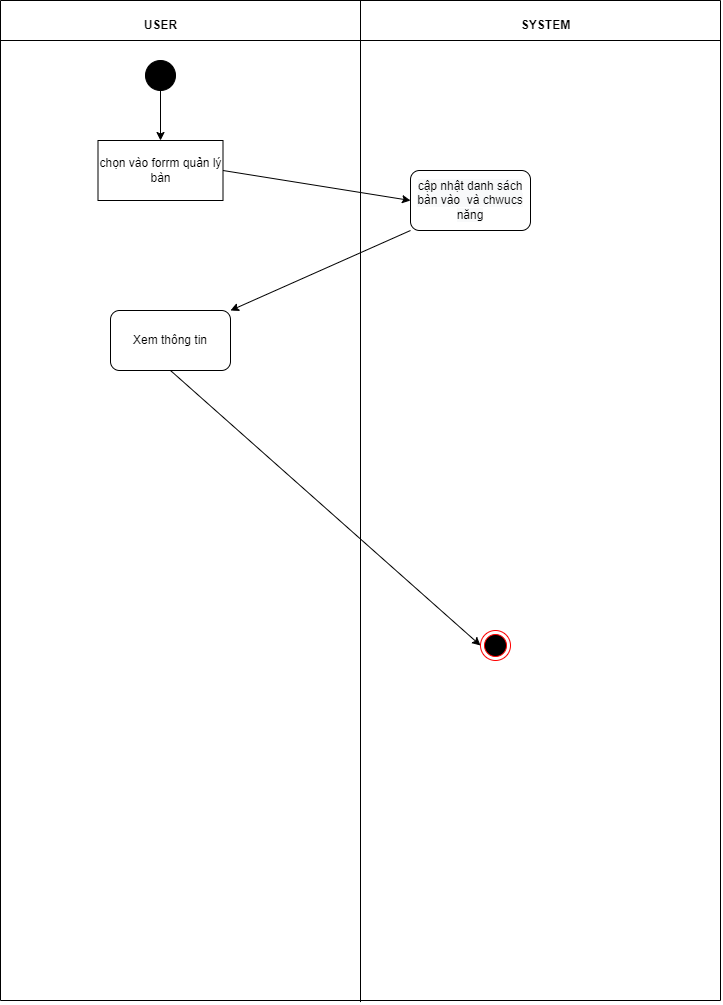 USER
SYSTEM
chọn vào forrm quản lý
bàn
cập nhật danh sách
bàn vào  và chwucs
năng
Xem thông tin